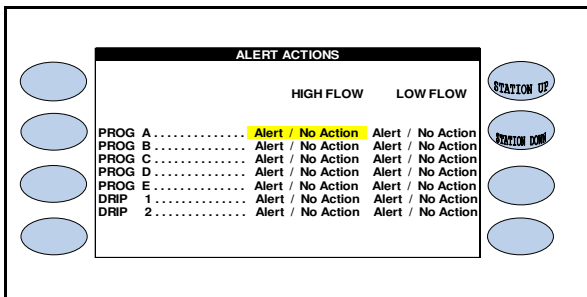 ALERT ACTIONS
HIGH FLOW LOW FLOW
STATION UP
PROG A.............. Alert / No Action Alert / No Action
STATION DOWN
PROG B.............. Alert / No Action Alert / No Action
PROG C.............. Alert / No Action Alert / No Action
PROG D.............. Alert / No Action Alert / No Action
PROG E.............. Alert / No Action Alert / No Action
DRIP 1.............. Alert / No Action Alert / No Action
DRIP 2.............. Alert / No Action Alert / No Action